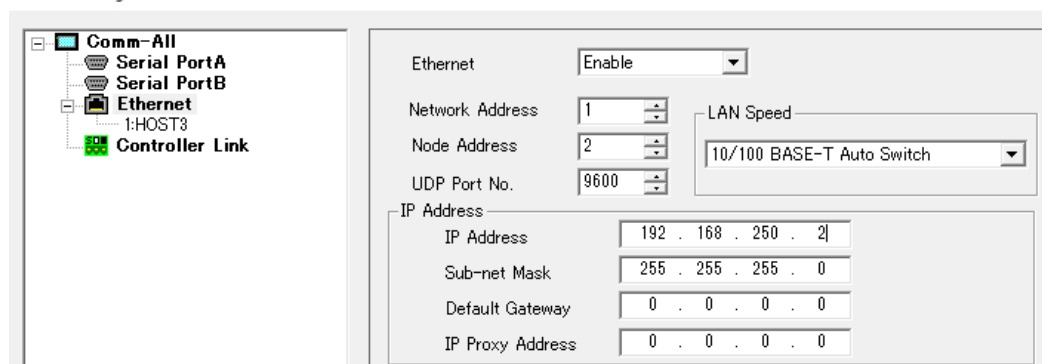 Comm-All
Serial PortA
Serial PortB
Ethernet
1:HOST3
Controller Link
Ethernet Enable
Network Address 1
LAN Speed
Node Address 2
10/100 BASE-T Auto Switch
UDP Port No. 9600
IP Address
IP Address 192 . 168 . 250 . 2
Sub-net Mask 255 . 255 . 255 . 0
Default Gateway 0 . 0 . 0 . 0
IP Proxy Address 0 . 0 . 0 . 0